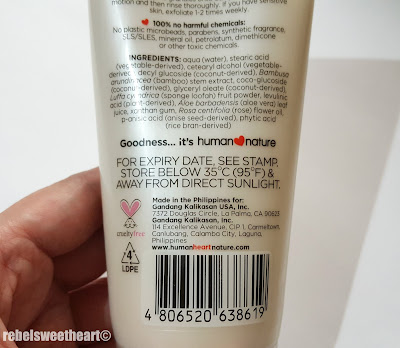 motion and then rinse thoroughly. If you have sensitive
skin, exfoliate 1-2 times weekly.
100% no harmful chemicals:
No plastic microbeads, parabens, synthetic fragrance,
SLS/SLES, mineral oil, petrolatum, dimethicone
or other toxic chemicals
INGREDIENTS: aqua (water), stearic acid
(vegetable-derived), cetearyl alcohol (vegetable-
derived), decyl glucoside (coconut-derived), Bambusa
arundinacea (bamboo) stem extract, coco-glucoside
(coconut-derived), glyceryl oleate (coconut-derived),
Luffa cylindrica (sponge loofah) fruit powder, levulinic
acid (plant-derived), Aloe barbadensis (aloe vera) leaf
juice, xanthan gum, Rosa centifolia (rose) flower oil,
p-anisic acid (anise seed-derived), phytic acid
(rice bran-derived)
Goodness... it's human nature
FOR EXPIRY DATE, SEE STAMP.
STORE BELOW 35°C (95°F) &
AWAY FROM DIRECT SUNLIGHT.
Made in the Philippines for:
Gandang Kalikasan USA, Inc.
7372 Douglas Circle, La Palma, CA 90623
Gandang Kalikasan, Inc.
114 Excellence Avenue, CIP 1, Carmeltown,
Canlubang, Calamba City, Laguna,
Philippines
www.humanheartnature.com
crueltyfree
4
LDPE
4 806520 638619
rebelsweetheart©